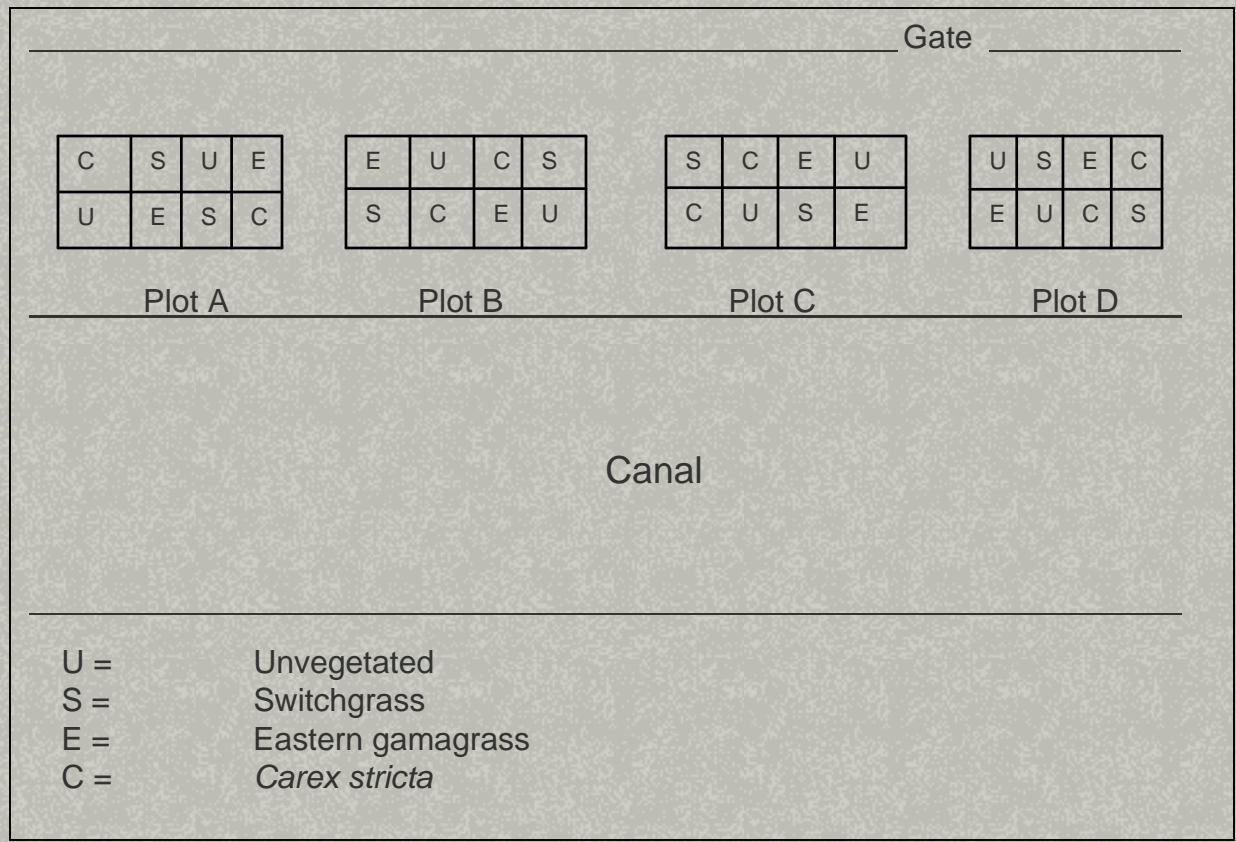 Gate
C S U E E U C S S C E U U S E C
U E S C S C E U C U S E E U C S
Plot A Plot B Plot C Plot D
Canal
U = Unvegetated
S = Switchgrass
E = Eastern gamagrass
C = Carex stricta